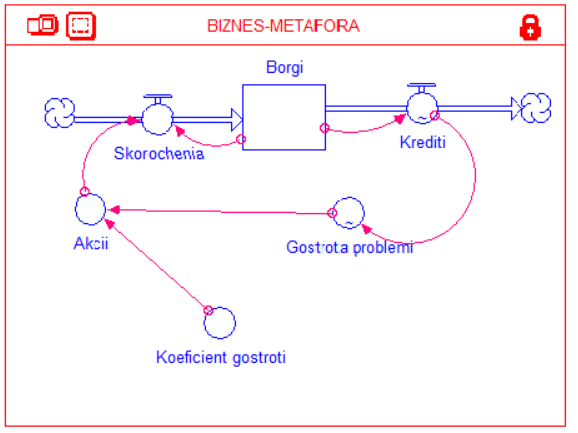 BIZNES-METAFORA
Borgi
Skorochenia
Krediti
Akcii
Gostrota problemi
Koeficient gostroti